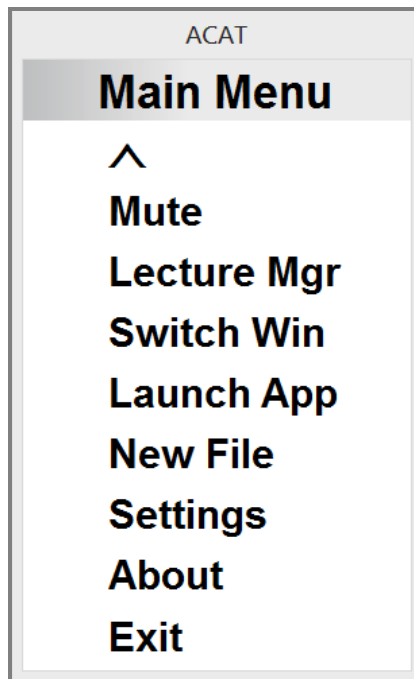 ACAT
Main Menu
Mute
Lecture Mgr
Switch Win
Launch App
New File
Settings
About
Exit